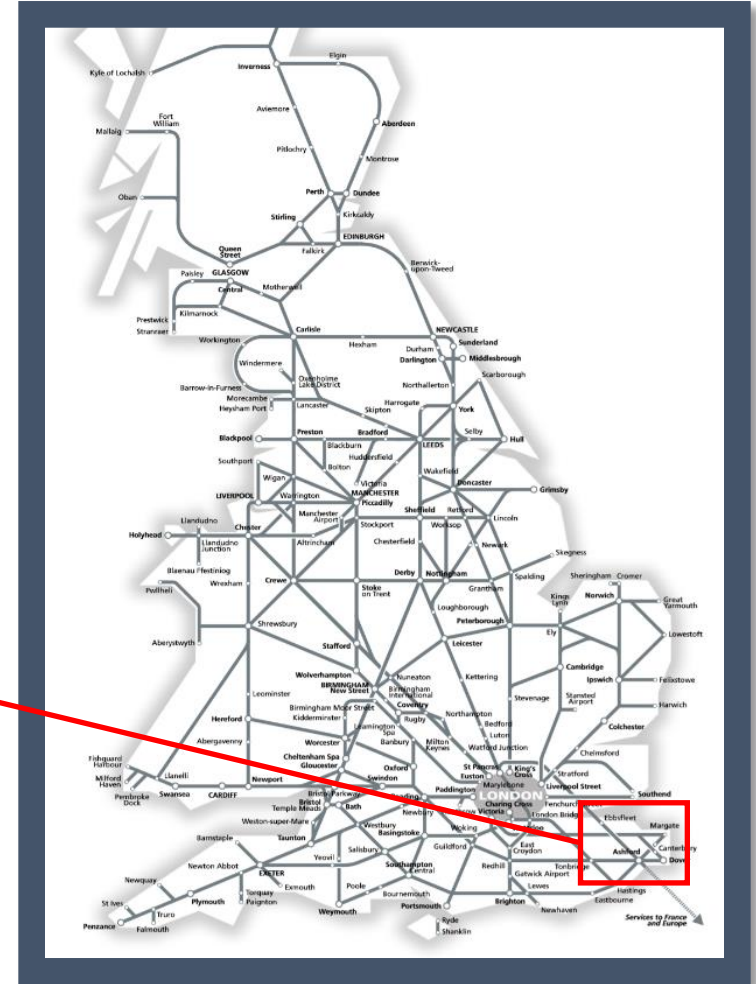 Elgin
Inverness
Kyle of Lochalsh
Aviemore
Fort
William
Aberdeen
Mallaig
Pitlochry
Montrose
Perth
Dundee
Oban
Stirling
Kirkcaldy
EDINBURGH
Queen
Street
Falkirk
Berwick-
upon-Tweed
Paisley
GLASGOW
Central
Motherwell
Prestwick
Kilmarnock
Stranraer
Carlisle
NEWCASTLE
Workington
Hexham
Sunderland
Durham
Darlington
Middlesbrough
Windermere
Scarborough
Oxenholme
Lake District
Barrow-in-Furness
Northallerton
Morecambe
Lancaster
Harrogate
Heysham Port
Skipton
York
Blackpool
Preston
Bradford
Selby
Hull
Blackburn
LEEDS
Huddersfield
Southport
Bolton
Wakefield
Wigan
Victoria
Doncaster
MANCHESTER
Grimsby
LIVERPOOL
Warrington
Piccadilly
Sheffield
Retford
Manchester
Airport
Llandudno
Stockport
Worksop
Lincoln
Chester
Holyhead
Llandudno
Junction
Altrincham
Chesterfield
Newark
Skegness
Blaenau Ffestiniog
Derby
Nottingham
Sheringham
Cromer
Wrexham
Crewe
Stoke
on Trent
Grantham
Spalding
Kings
Lynn
Norwich
Great
Yarmouth
Pwllheli
Loughborough
Shrewsbury
Peterborough
Ely
Lowestoft
Aberystwyth
Stafford
Leicester
Wolverhampton
Cambridge
BIRMINGHAM
New Street
Nuneaton
Kettering
Ipswich
Felixstowe
Birmingham
International
Leominster
Stansted
Airport
Birmingham Moor Street
Coventry
Stevenage
Harwich
Hereford
Kidderminster
Rugby
Northampton
Leamington
Spa
Bedford
Colchester
Abergavenny
Worcester
Banbury
Milton
Keynes
Luton
Cheltenham Spa
Watford Junction
Chelmsford
Fishguard
Harbour
Gloucester
Oxford
St Pancras
King's
Cross
Llanelli
Newport
Swindon
Euston
Stratford
Milford
Haven
Marylebone
Liverpool Street
Pembroke
Dock
Swansea
CARDIFF
Bristol Parkway
Reading
Paddington
LONDON
Southend
Bristol
Temple Meads
Bath
Charing Cross
Fenchurch
Newbury
Victoria
London Bridge
Ebbsfleet
Weston-super-Mare
Westbury
Margate
Barnstaple
Taunton
Basingstoke
Woking
East
Croydon
Canterbury
Salisbury
Guildford
Ashford
Yeovil
Tonbridge
Dove
Newton Abbot
Redhill
Newquay
EXETER
Southampton
Central
Gatwick Airport
Exmouth
Poole
Lewes
Hastings
St Ives
Plymouth
Torquay
Paignton
Bournemouth
Eastbourne
Truro
Weymouth
Portsmouth
Brighton
Newhaven
Penzance
Falmouth
Ryde
Services to France
and Europe
Shanklin